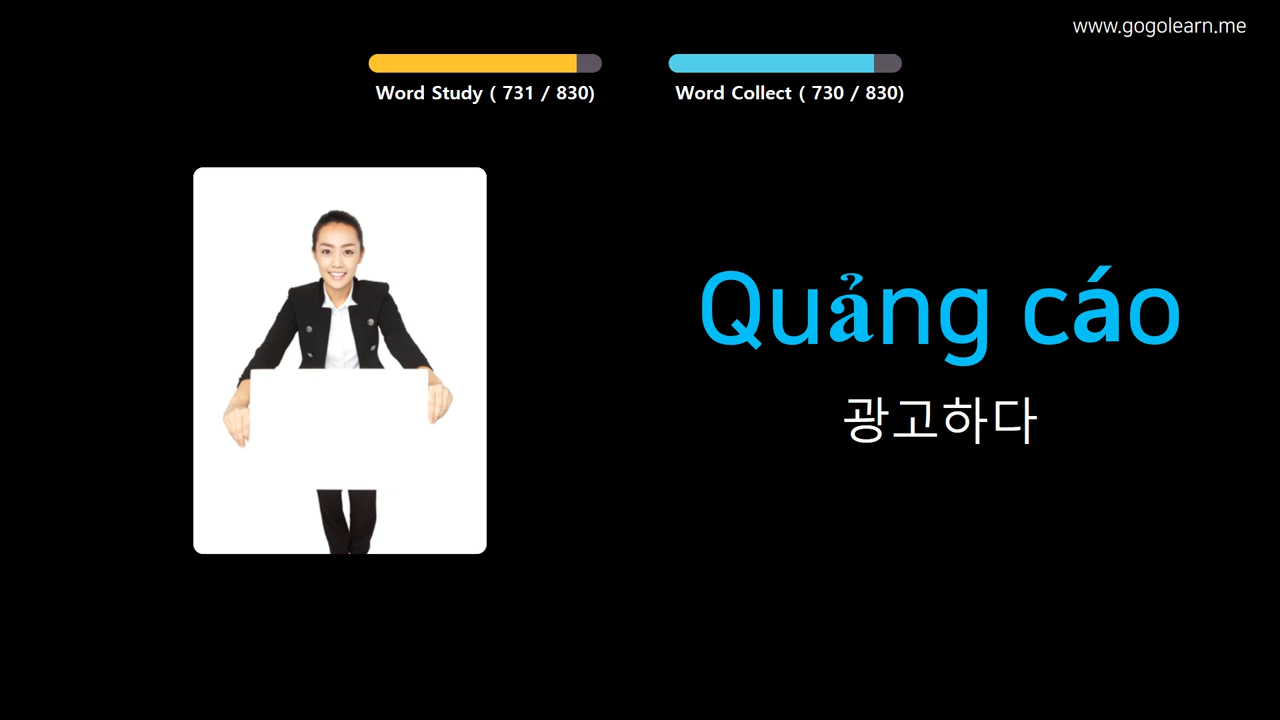 www.gogolearn.me
Word Study ( 731 / 830)
Word Collect ( 730 / 830)
Quảng cáo
광고하다